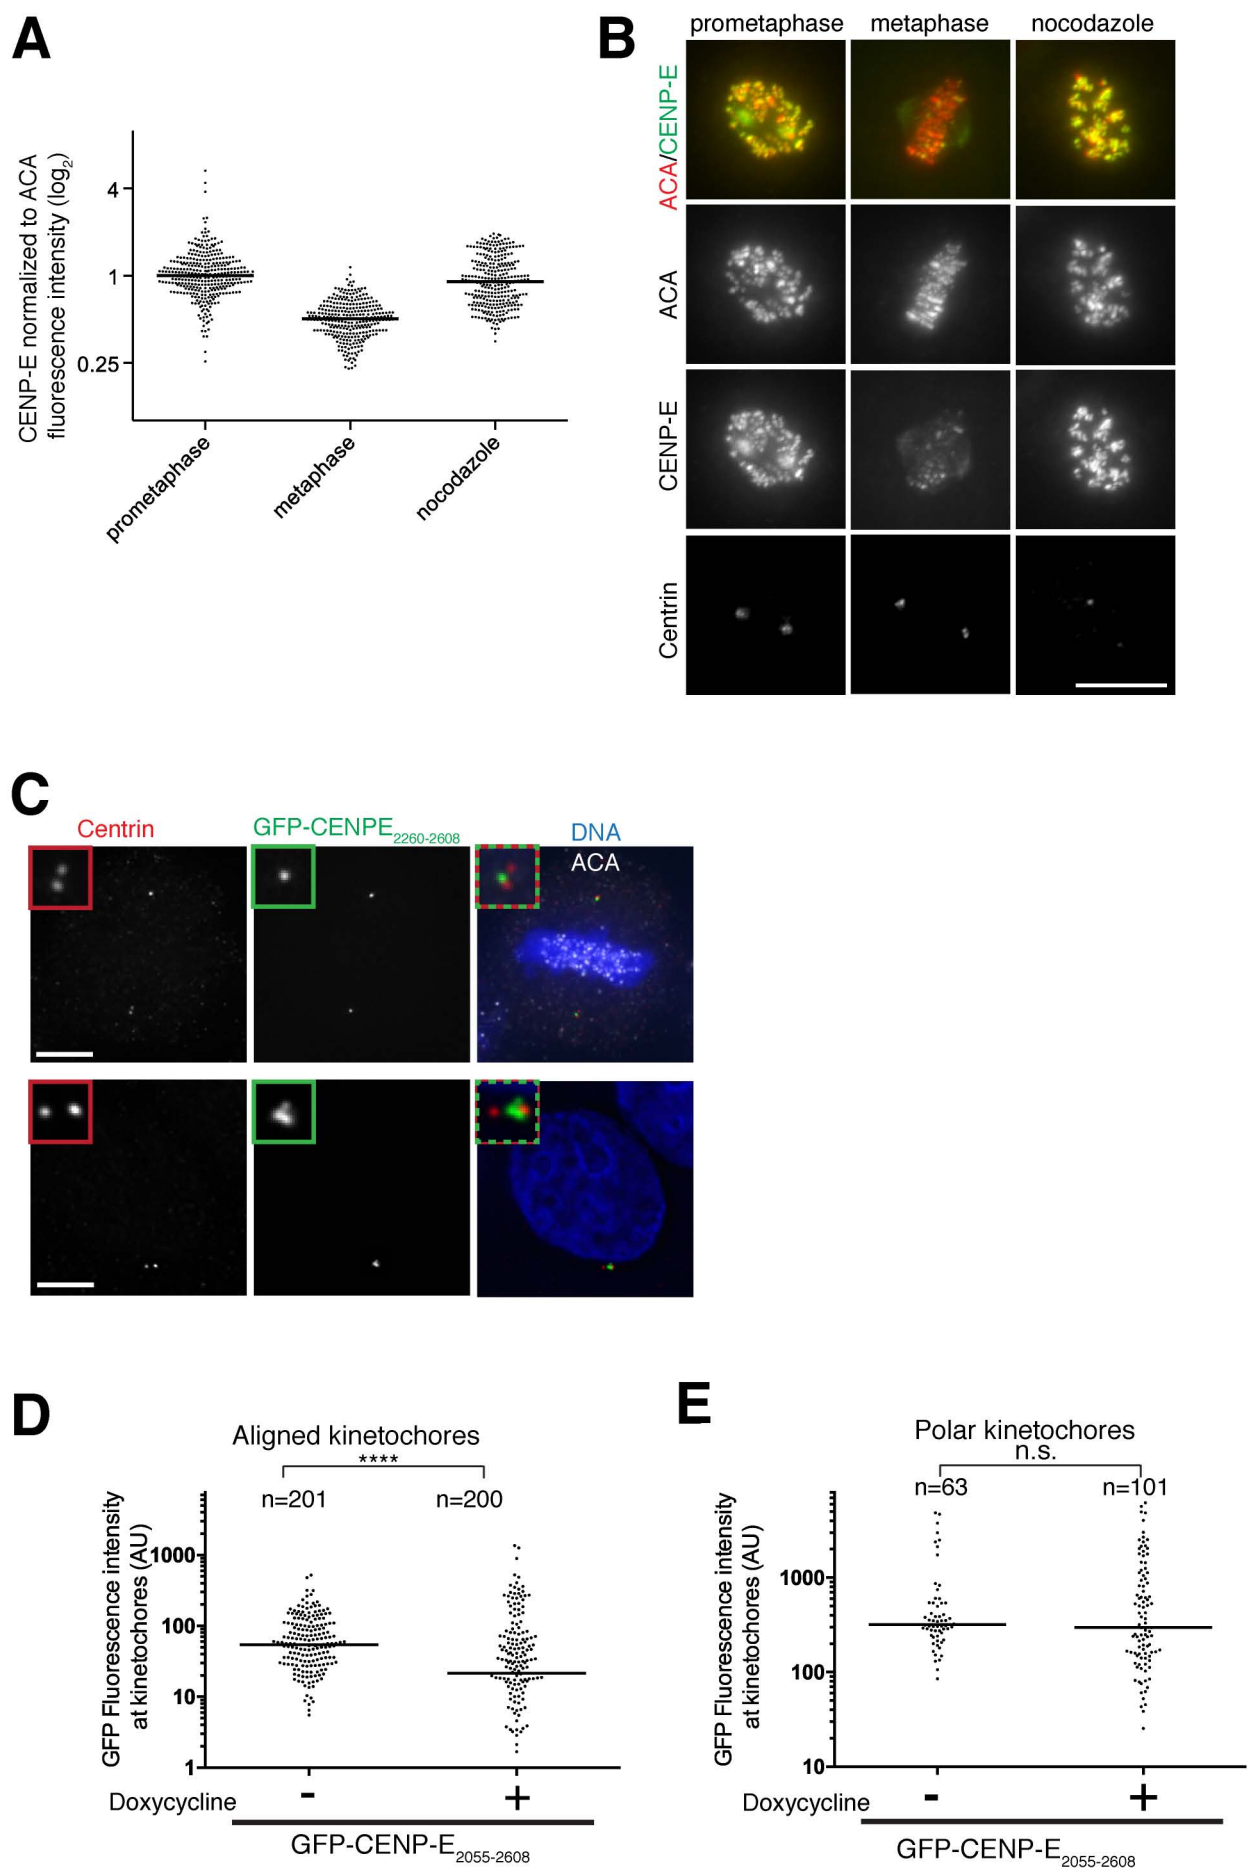 A
CENP-E normalized to ACA
fluorescence intensity (log2)
4
1
0.25
prometaphase
metaphase
nocodazole
B
prometaphase
metaphase
nocodazole
ACA/CENP-E
ACA
CENP-E
Centrin
C
Centrin
GFP-CENPE2260-2608
DNA
ACA
D
Aligned kinetochores
****
n=201
n=200
GFP Fluorescence intensity
at kinetochores (AU)
1000
100
10
1
Doxycycline
-
+
GFP-CENP-E2055-2608
E
Polar kinetochores
n.s.
n=63
n=101
GFP Fluorescence intensity
at kinetochores (AU)
1000
100
10
Doxycycline
-
+
GFP-CENP-E2055-2608